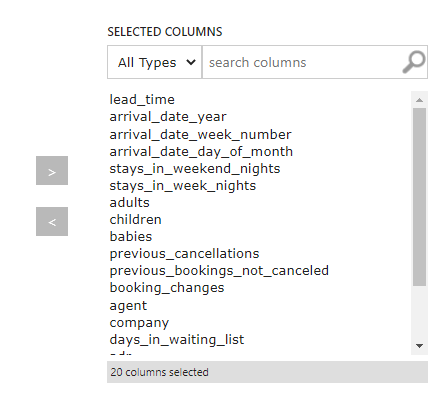 SELECTED COLUMNS
All Types search columns
lead_time
arrival_date_year
arrival_date_week_number
arrival_date_day_of_month
stays_in_weekend_nights
stays_in_week_nights
adults
children
babies
previous_cancellations
previous_bookings_not_canceled
booking_changes
agent
company
days_in_waiting_list
20 columns selected
>
<